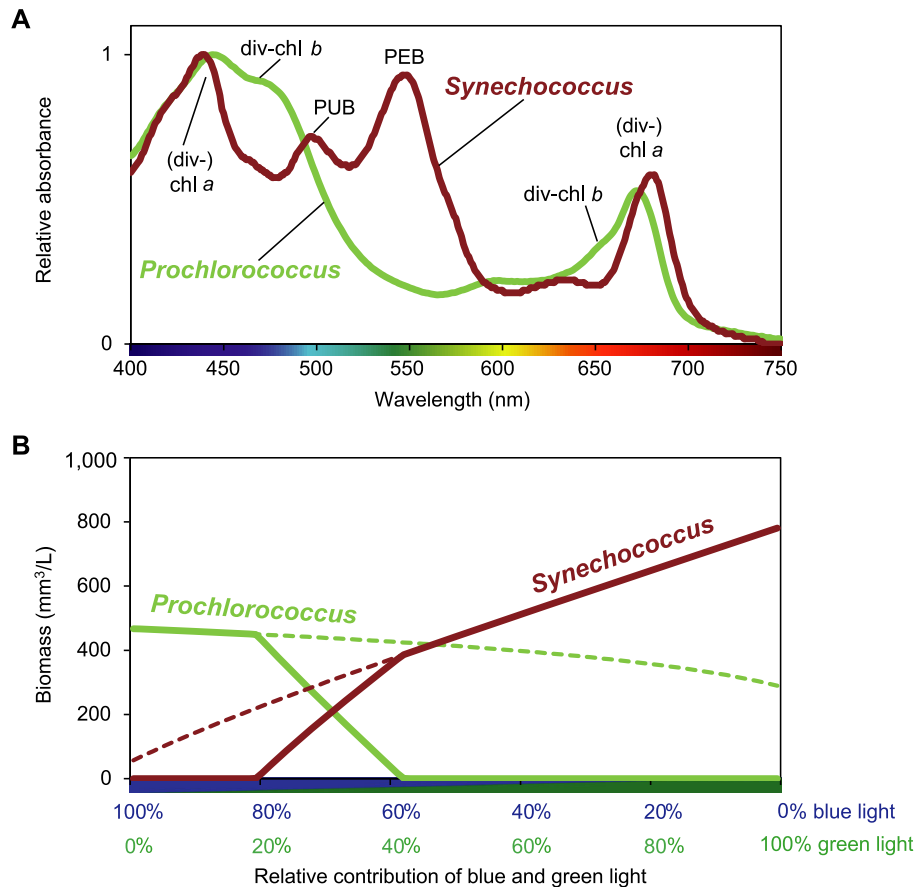 A
1
0
Relative absorbance
div-chl b
PEB
Synechococcus
PUB
(div-)
chl a
(div-)
chl a
div-chl b
Prochlorococcus
400 450 500 550 600 650 700 750
Wavelength (nm)
B
1,000
800
600
400
200
0
Biomass (mm³/L)
Prochlorococcus
Synechococcus
100% 80% 60% 40% 20% 0% blue light
0% 20% 40% 60% 80% 100% green light
Relative contribution of blue and green light